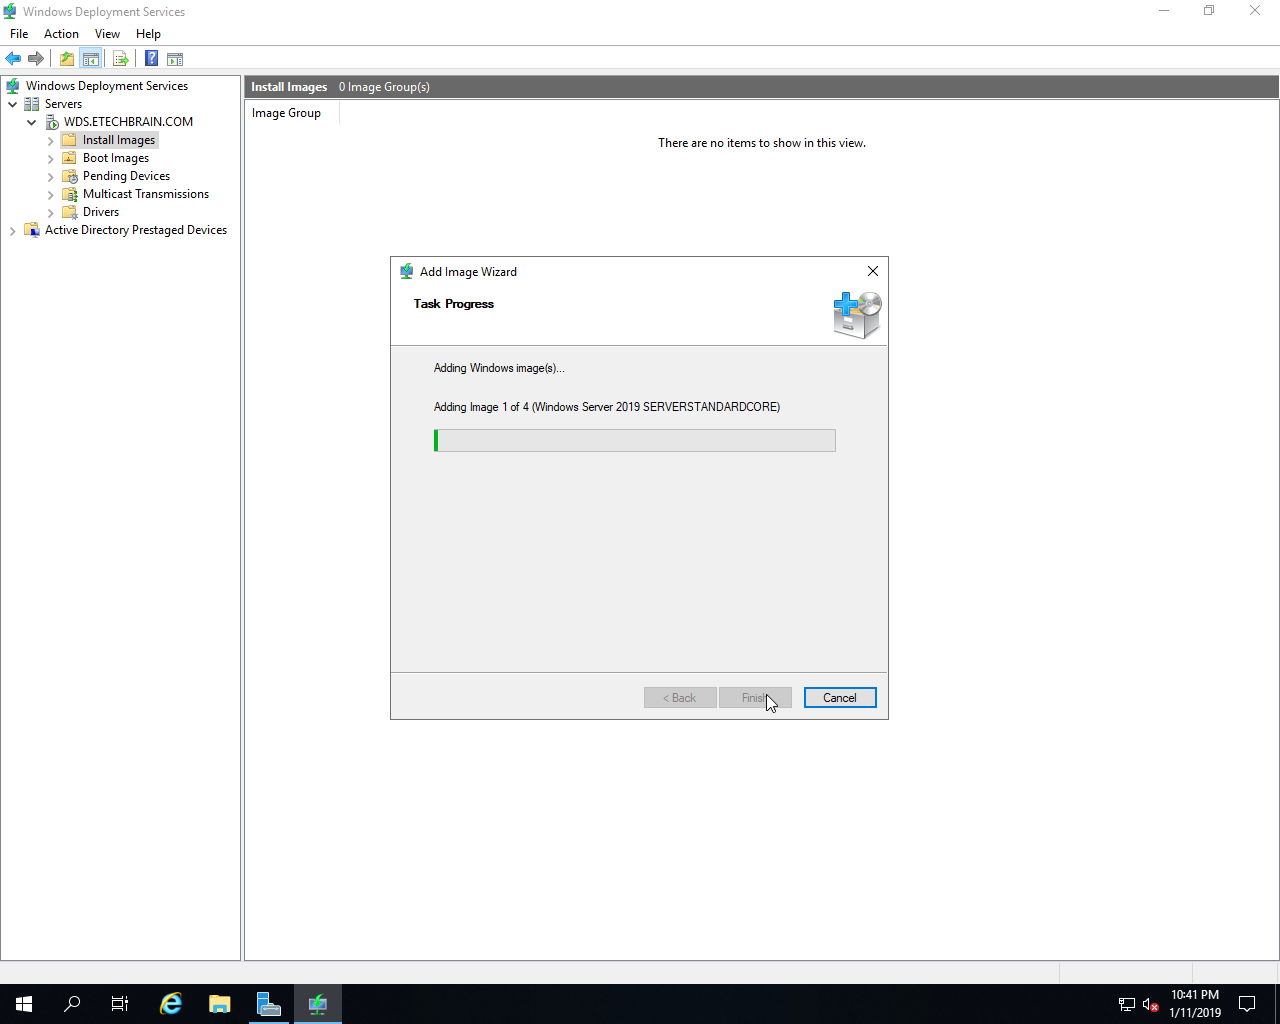 Windows Deployment Services
File Action View Help
Windows Deployment Services
Servers
WDS.ETECHBRAIN.COM
Install Images
Boot Images
Pending Devices
Multicast Transmissions
Drivers
Active Directory Prestaged Devices
Install Images 0 Image Group(s)
Image Group
There are no items to show in this view.
Add Image Wizard
Task Progress
Adding Windows image(s)...
Adding Image 1 of 4 (Windows Server 2019 SERVERSTANDARDCORE)
< Back Finish Cancel
10:41 PM
1/11/2019